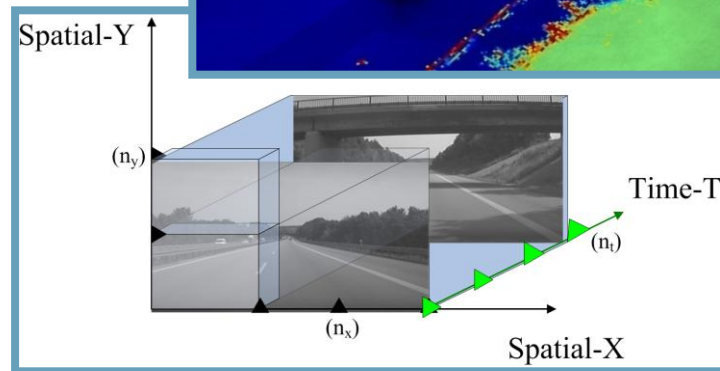 Spatial-Y
(ny)
Time-T
(nt)
(nx)
Spatial-X